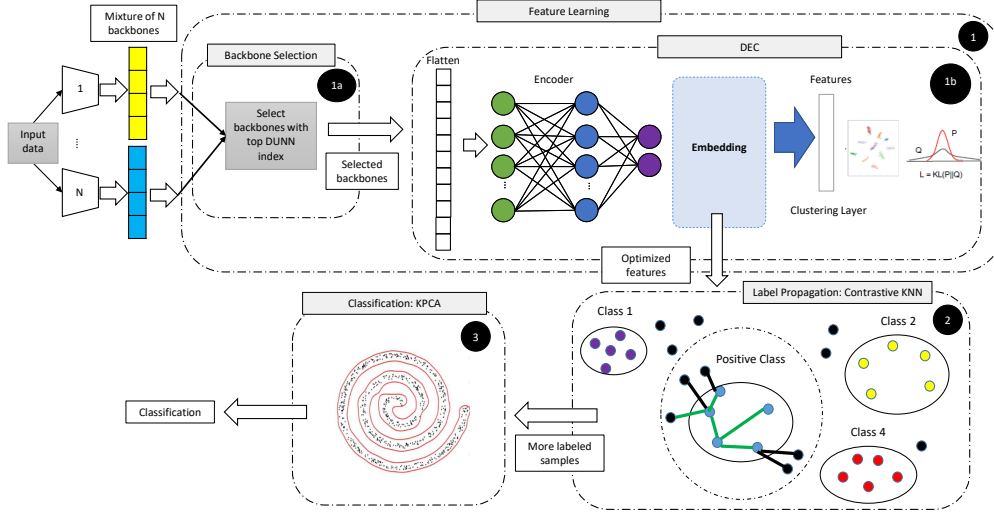 Mixture of N
backbones
Feature Learning
1
Backbone Selection
1a
DEC
1b
Flatten
Encoder
Features
1
Input
data
...
N
Select
backbones with
top DUNN
index
Selected
backbones
...
...
Embedding
P
Q
L = KL(P||Q)
Clustering Layer
Optimized
features
Classification: KPCA
3
Label Propagation: Contrastive KNN
2
Class 1
Class 2
Positive Class
Class 4
Classification
More labeled
samples